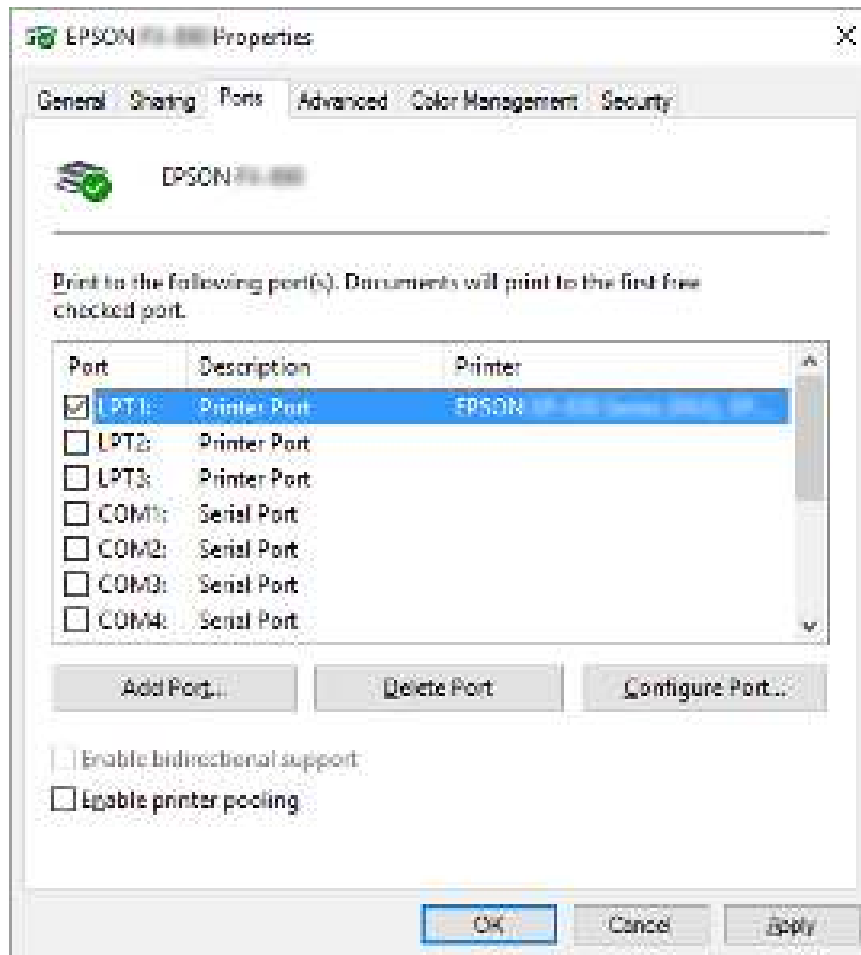 EPSON Properties
General Sharing Ports Advanced Color Management Security
EPSON
Print to the following port(s). Documents will print to the first free
checked port.
Port Description Printer
LPT1: Printer Port EPSON
LPT2: Printer Port
LPT3: Printer Port
COM1: Serial Port
COM2: Serial Port
COM3: Serial Port
COM4: Serial Port
Add Port... Delete Port Configure Port...
Enable bidirectional support
Enable printer pooling
OK Cancel Apply